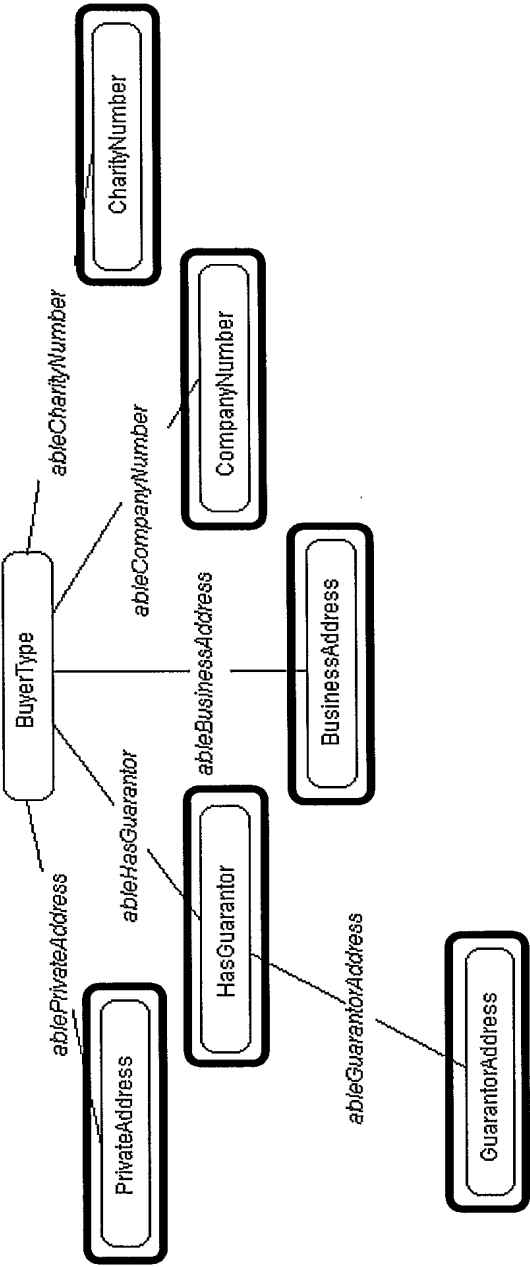 BuyerType
ablePrivateAddress
ableHasGuarantor
ableBusinessAddress
ableCompanyNumber
ableCharityNumber
PrivateAddress
HasGuarantor
BusinessAddress
CompanyNumber
CharityNumber
ableGuarantorAddress
GuarantorAddress